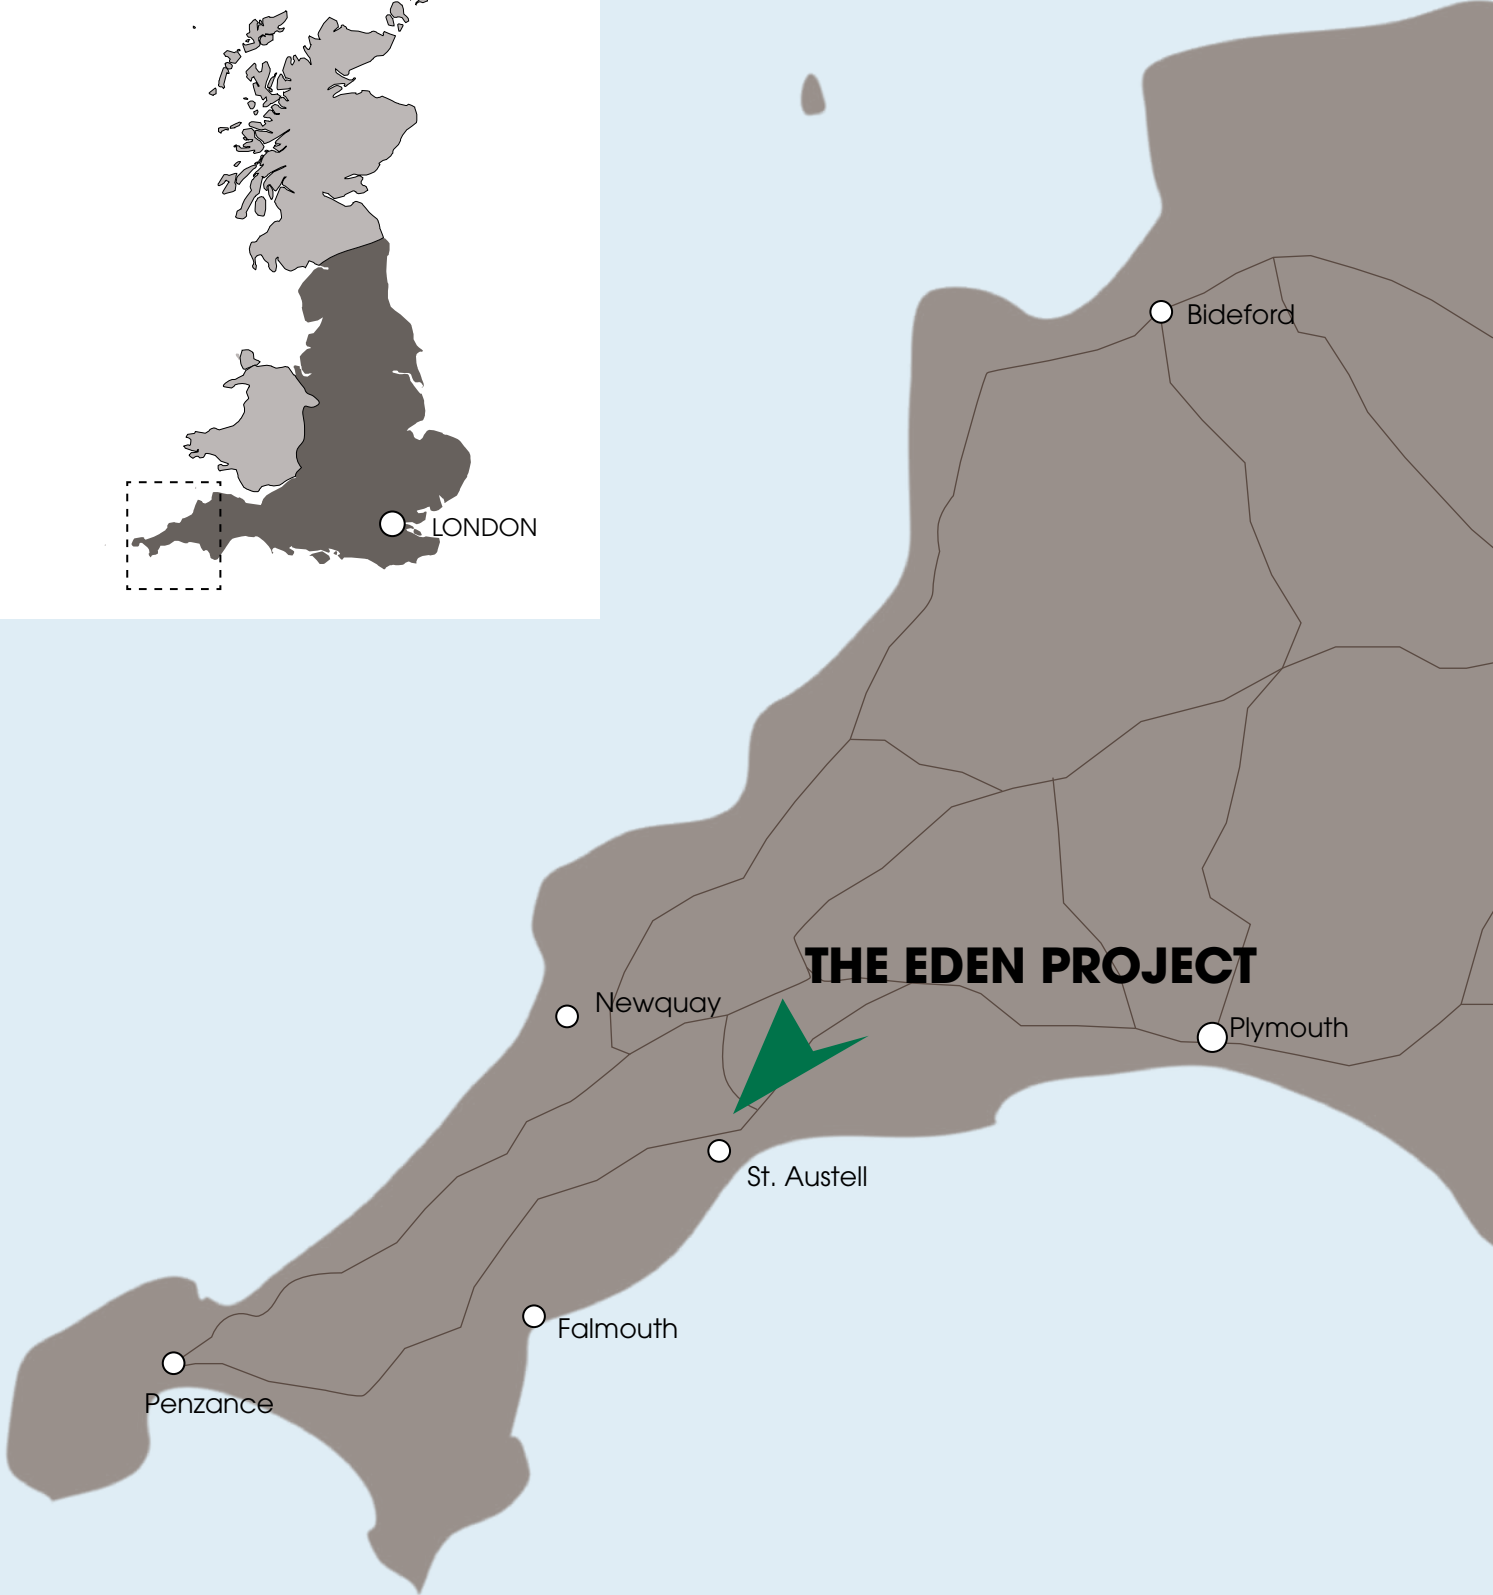 LONDON
Bideford
THE EDEN PROJECT
Newquay
Plymouth
St. Austell
Falmouth
Penzance